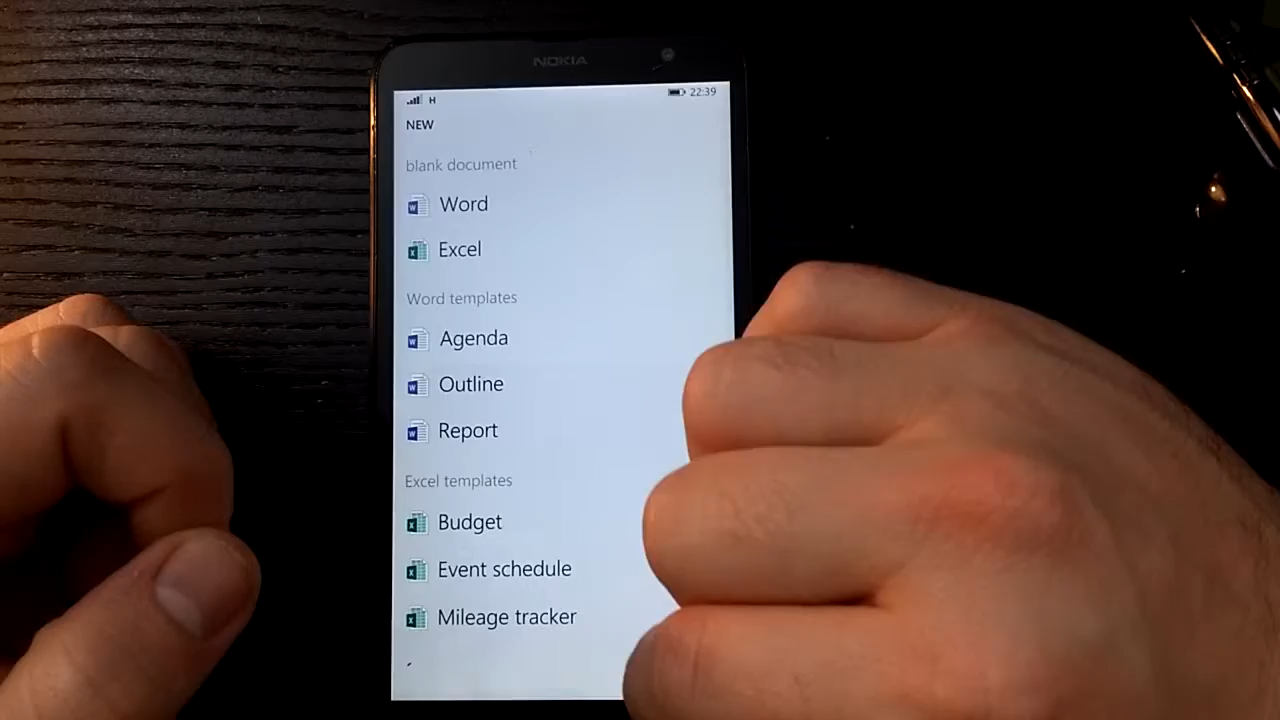 NOKIA
H 22:39
NEW
blank document
Word
Excel
Word templates
Agenda
Outline
Report
Excel templates
Budget
Event schedule
Mileage tracker